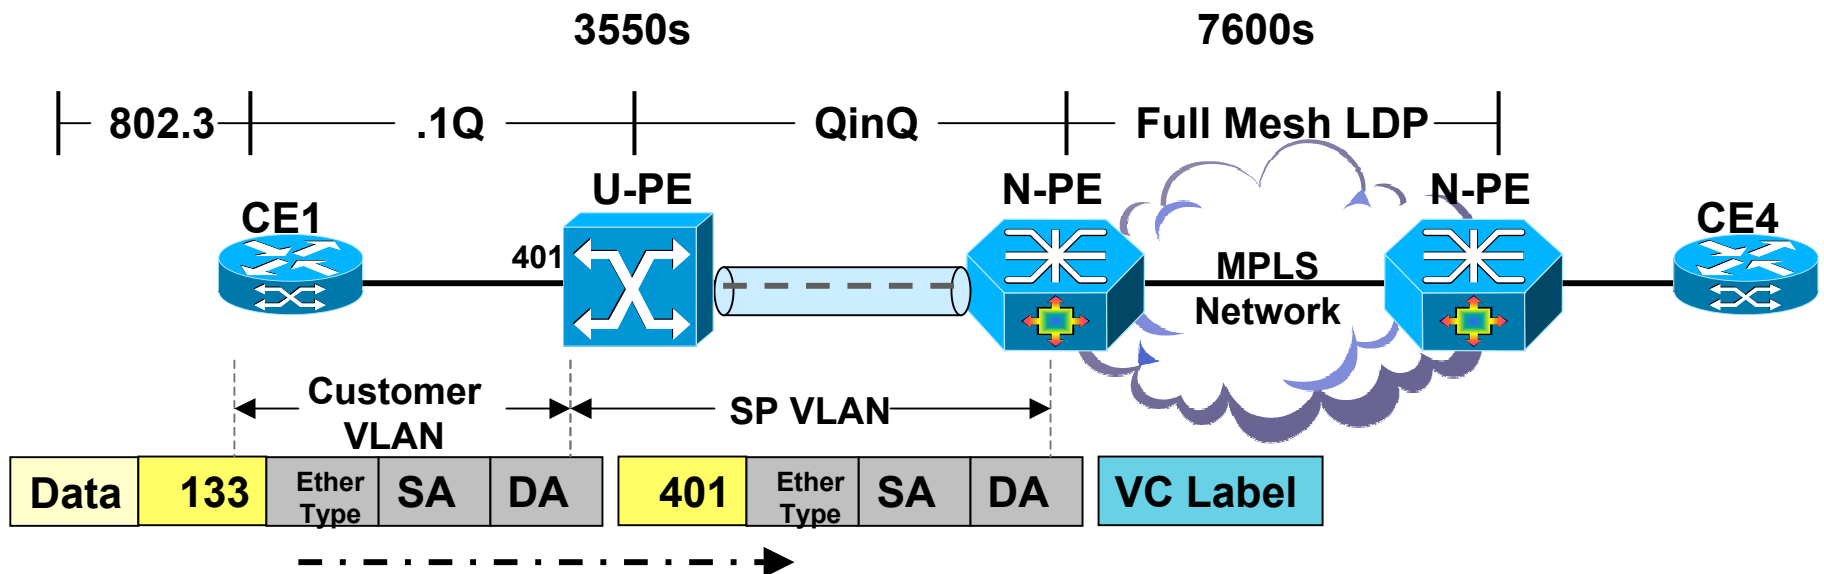 3550s 7600s
802.3 .1Q QinQ Full Mesh LDP
U-PE N-PE N-PE
CE1 CE4
401
MPLS
Network
Customer
VLAN
SP VLAN
Data 133 Ether
Type SA DA 401 Ether
Type SA DA VC Label